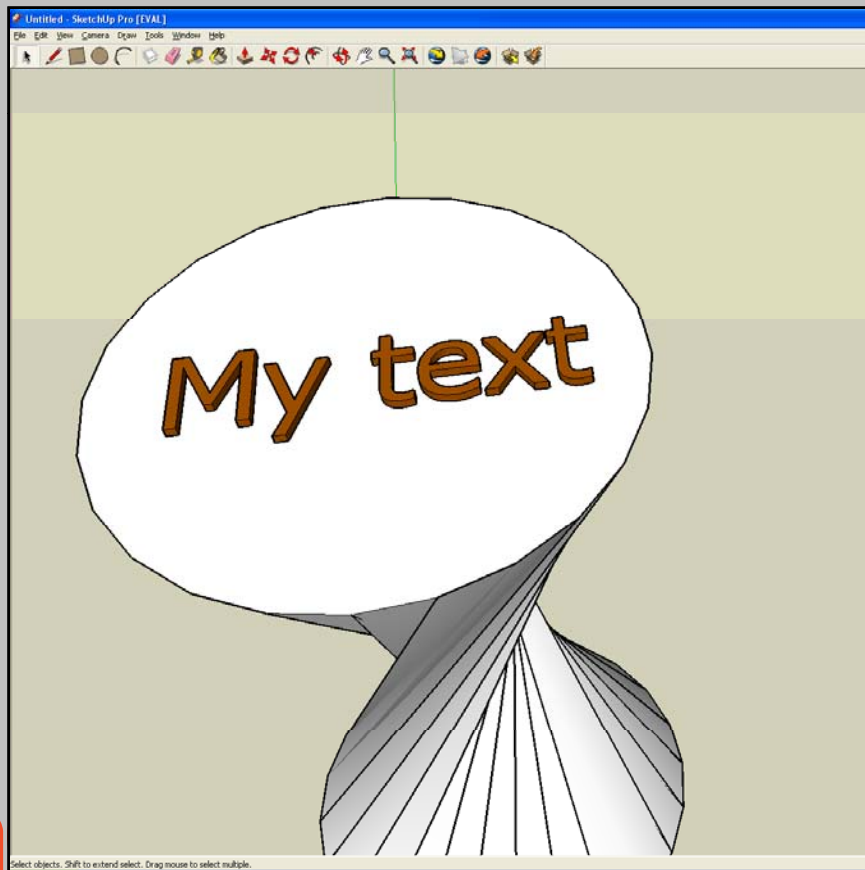 Untitled - SketchUp Pro [EVAL]
File Edit View Camera Draw Tools Window Help
My text
Select objects. Shift to extend select. Drag mouse to select multiple.